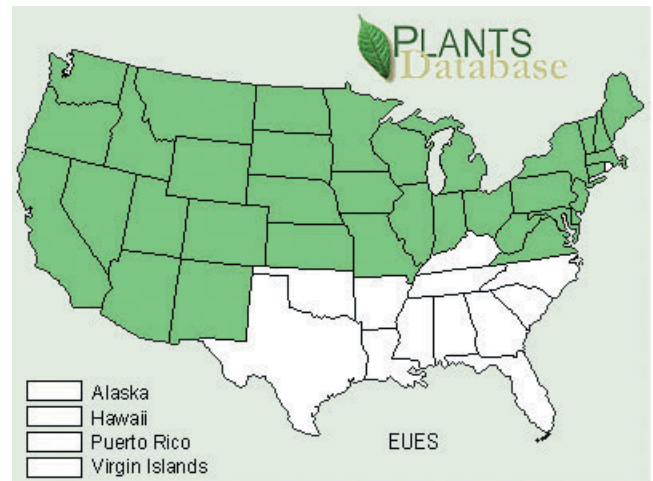 PLANTS
Database
Alaska
Hawaii
Puerto Rico
Virgin Islands
EUES